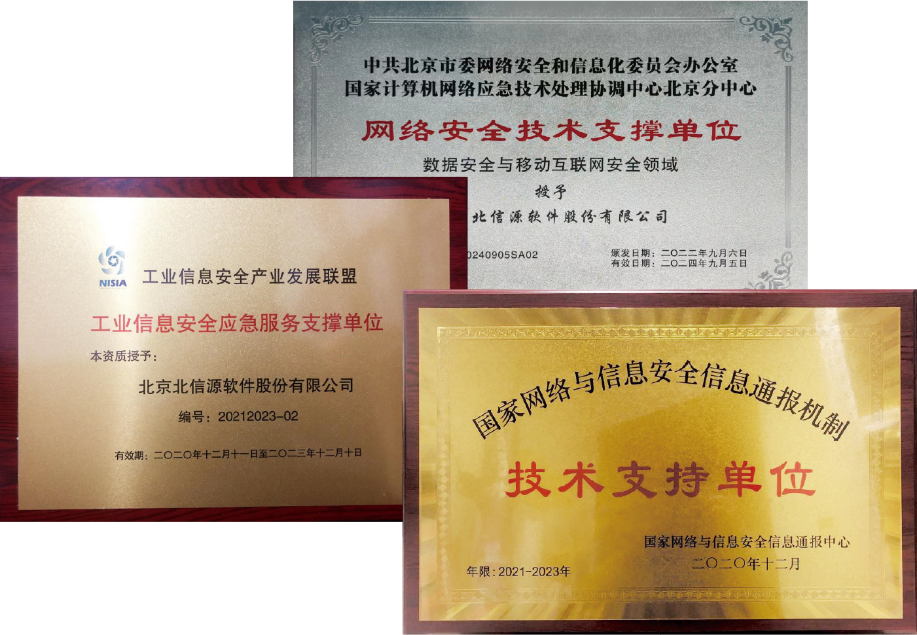 中共北京市委网络安全和信息化委员会办公室
国家计算机网络应急技术处理协调中心北京分中心
网络安全技术支撑单位
数据安全与移动互联网安全领域
授予
北信源软件股份有限公司
0240905SA02
颁发日期：二〇二二年九月六日
有效日期：二〇二四年九月五日
NISIA
工业信息安全产业发展联盟
工业信息安全应急服务支撑单位
本资质授予：
北京北信源软件股份有限公司
编号：20212023-02
有效期：二〇二〇年十二月十一日至二〇二三年十二月十日
国家网络与信息安全信息通报机制
技术支持单位
国家网络与信息安全信息通报中心
二〇二〇年十二月
年限:2021-2023年